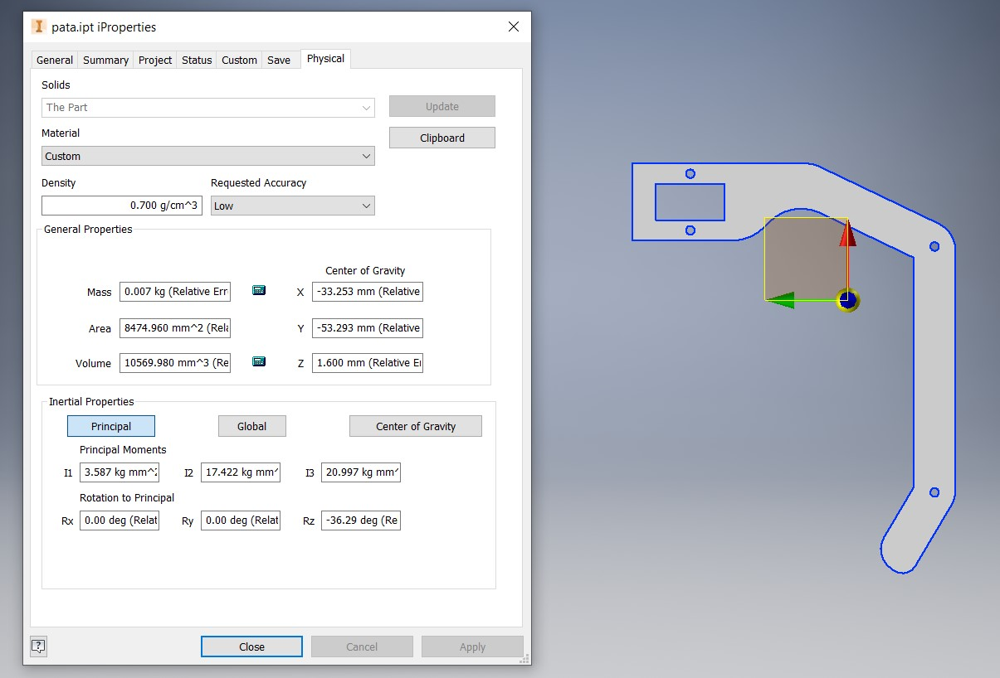 pata.ipt iProperties
General Summary Project Status Custom Save Physical
Solids
The Part
Update
Material
Clipboard
Custom
Density Requested Accuracy
0.700 g/cm^3 Low
General Properties
Center of Gravity
Mass 0.007 kg (Relative Err X -33.253 mm (Relative
Area 8474.960 mm^2 (Rela Y -53.293 mm (Relative
Volume 10569.980 mm^3 (Re Z 1.600 mm (Relative E
Inertial Properties
Principal Global Center of Gravity
Principal Moments
I1 3.587 kg mm^2 I2 17.422 kg mm^ I3 20.997 kg mm^
Rotation to Principal
Rx 0.00 deg (Relat Ry 0.00 deg (Relat Rz -36.29 deg (Re
? Close Cancel Apply